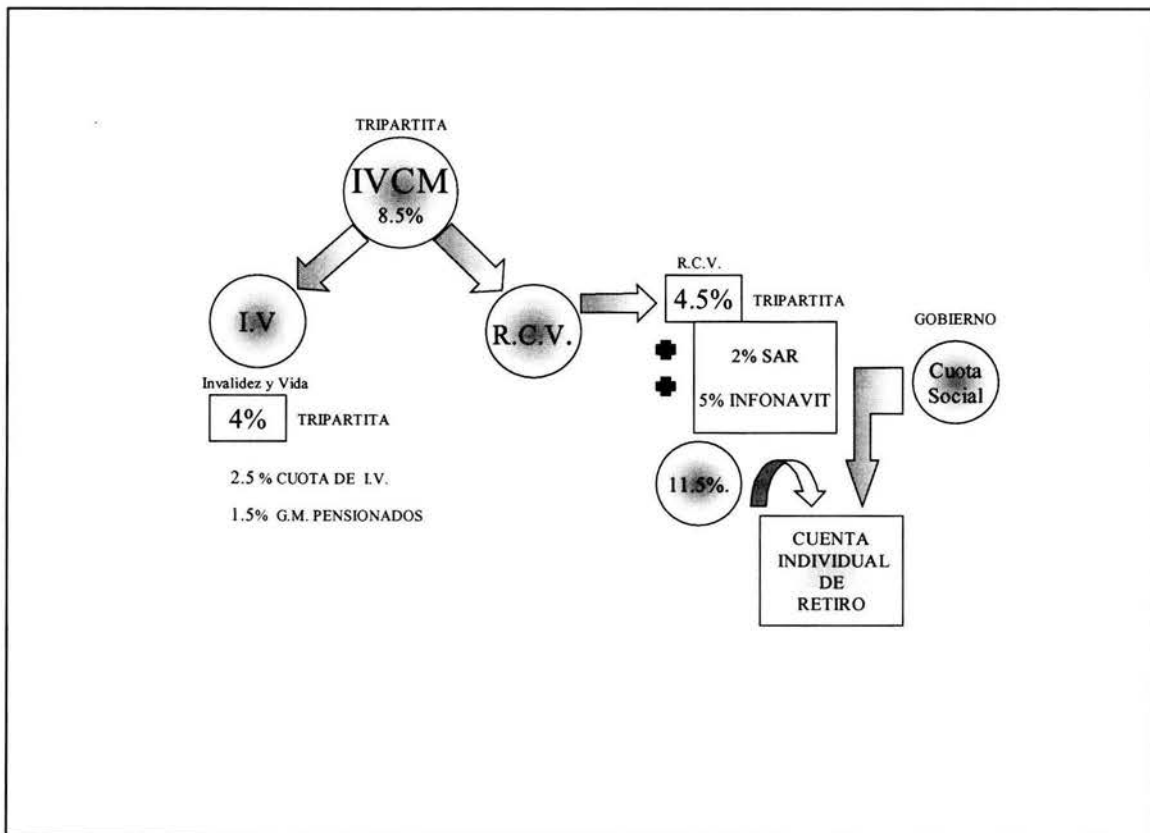 TRIPARTITA
IVCM
8.5%
I.V
Invalidez y Vida
4%
TRIPARTITA
2.5 % CUOTA DE I.V.
1.5% G.M. PENSIONADOS
R.C.V.
R.C.V.
4.5%
TRIPARTITA
2% SAR
5% INFONAVIT
11.5%.
GOBIERNO
Cuota
Social
CUENTA
INDIVIDUAL
DE
RETIRO